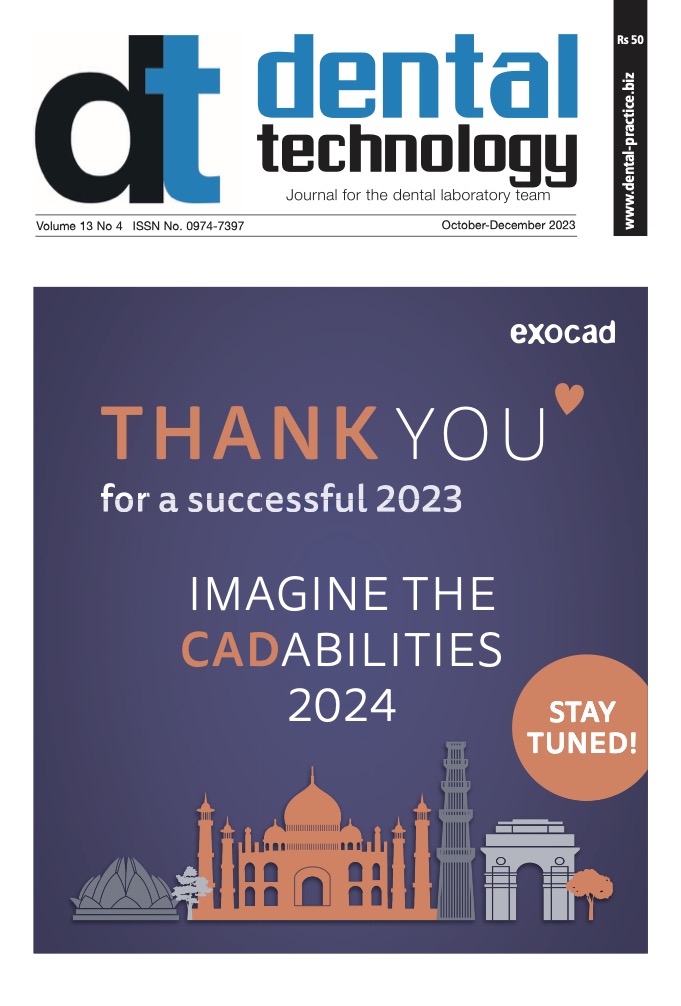 dt
dental
technology
Journal for the dental laboratory team
Volume 13 No 4 ISSN No. 0974-7397
October-December 2023
Rs 50
www.dental-practice.biz
exocad
THANK YOU
for a successful 2023
IMAGINE THE
CADABILITIES
2024
STAY
TUNED!